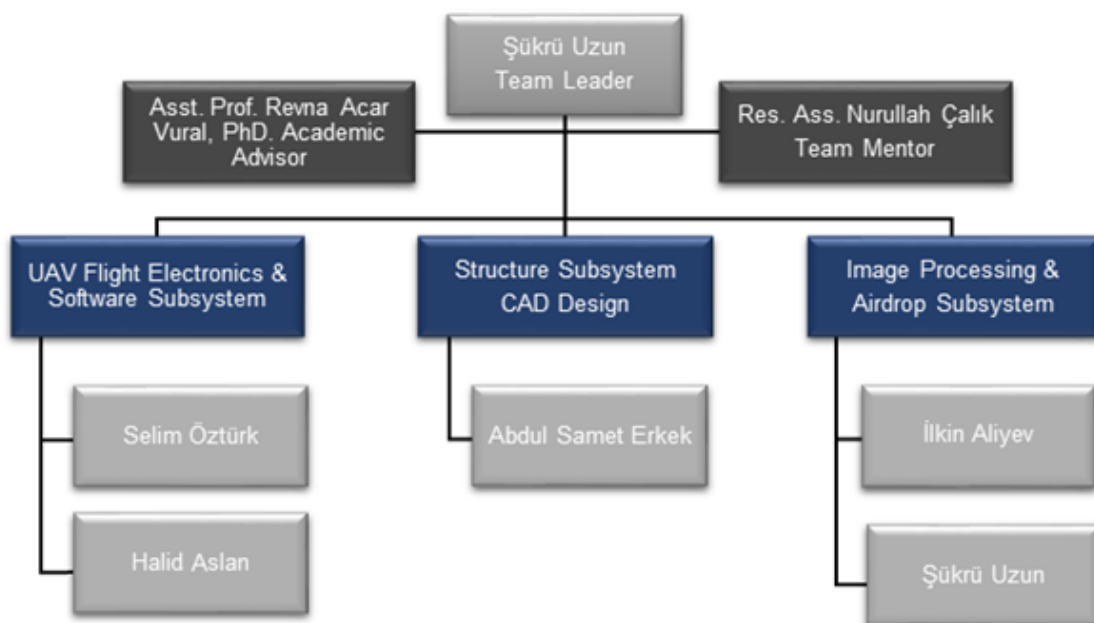 Şükrü Uzun
Team Leader
Asst. Prof. Revna Acar
Vural, PhD. Academic
Advisor
Res. Ass. Nurullah Çalık
Team Mentor
UAV Flight Electronics &
Software Subsystem
Structure Subsystem
CAD Design
Image Processing &
Airdrop Subsystem
Selim Öztürk
Abdul Samet Erkek
İlkin Aliyev
Halid Aslan
Şükrü Uzun